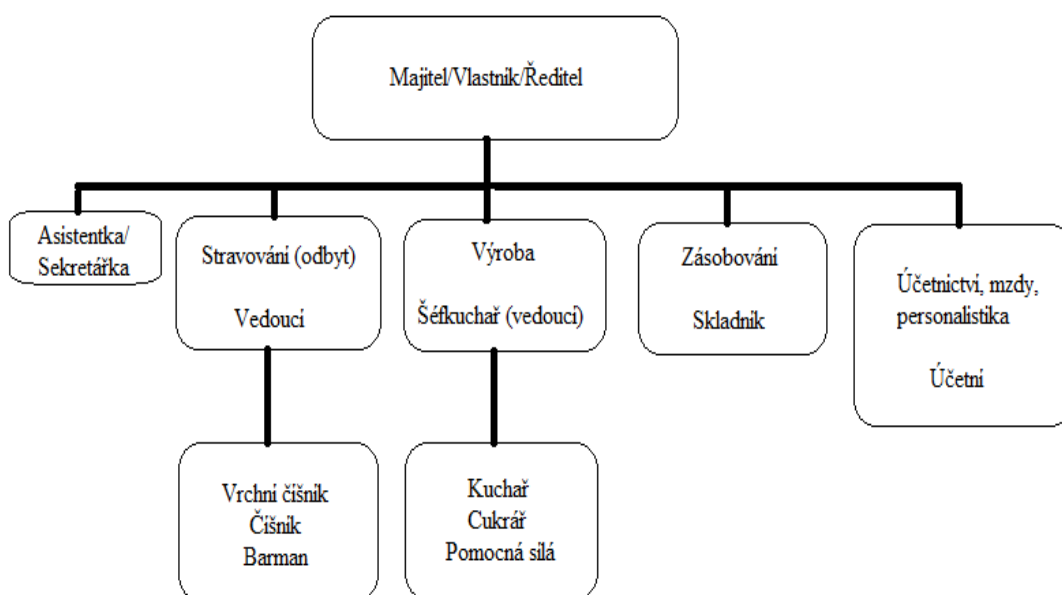 Majitel/Vlastník/Ředitel
Asistentka/
Sekretářka
Stravování (odbyt)
Vedoucí
Výroba
Šéfkuchař (vedoucí)
Zásobování
Skladník
Účetnictví, mzdy,
personalistika
Účetní
Vrchní číšník
Číšník
Barman
Kuchař
Cukrář
Pomocná sílá